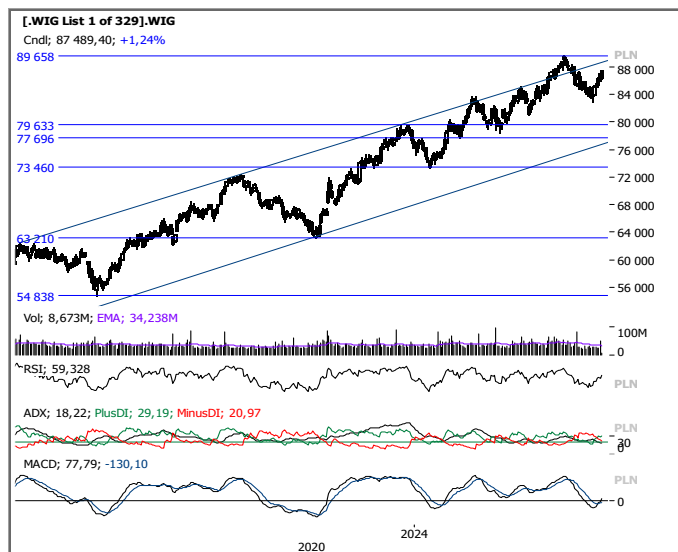 [.WIG List 1 of 329].WIG
Cndl; 87 489,40; +1,24%
PLN
89 658
88 000
84 000
80 000
79 633
77 696
76 000
73 460
72 000
68 000
64 000
63 210
60 000
56 000
54 838
Vol; 8,673M; EMA; 34,238M
100M
0
RSI; 59,328
PLN
ADX; 18,22; PlusDI; 29,19; MinusDI; 20,97
PLN
30
0
MACD; 77,79; -130,10
PLN
0
2024
2020